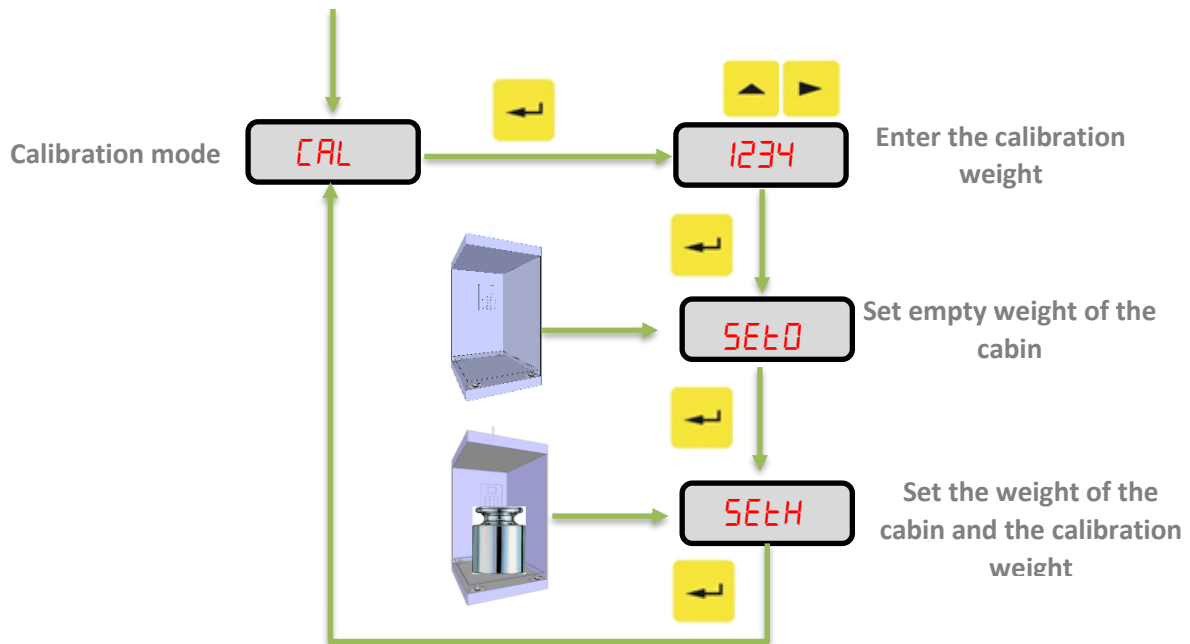 Calibration mode
CAL
1234
Enter the calibration
weight
SEt0
Set empty weight of the
cabin
SEtH
Set the weight of the
cabin and the calibration
weight